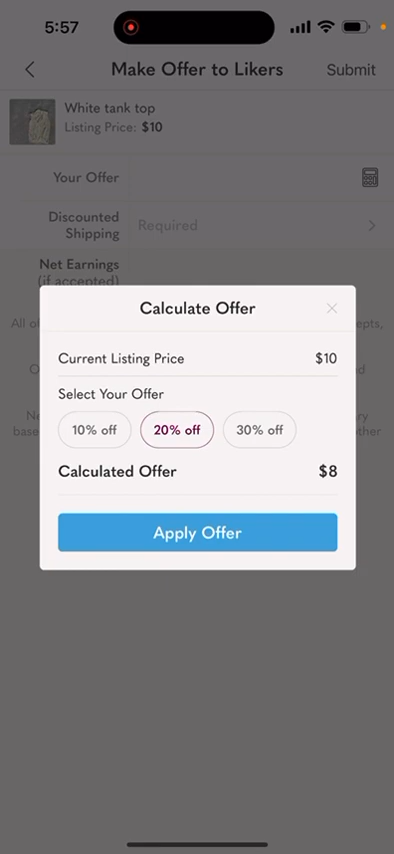 5:57
Make Offer to Likers
Submit
White tank top
Listing Price: $10
Your Offer
Discounted
Shipping
Required
Net Earnings
(if accepted)
Calculate Offer
Current Listing Price
$10
Select Your Offer
10% off
20% off
30% off
Calculated Offer
$8
Apply Offer